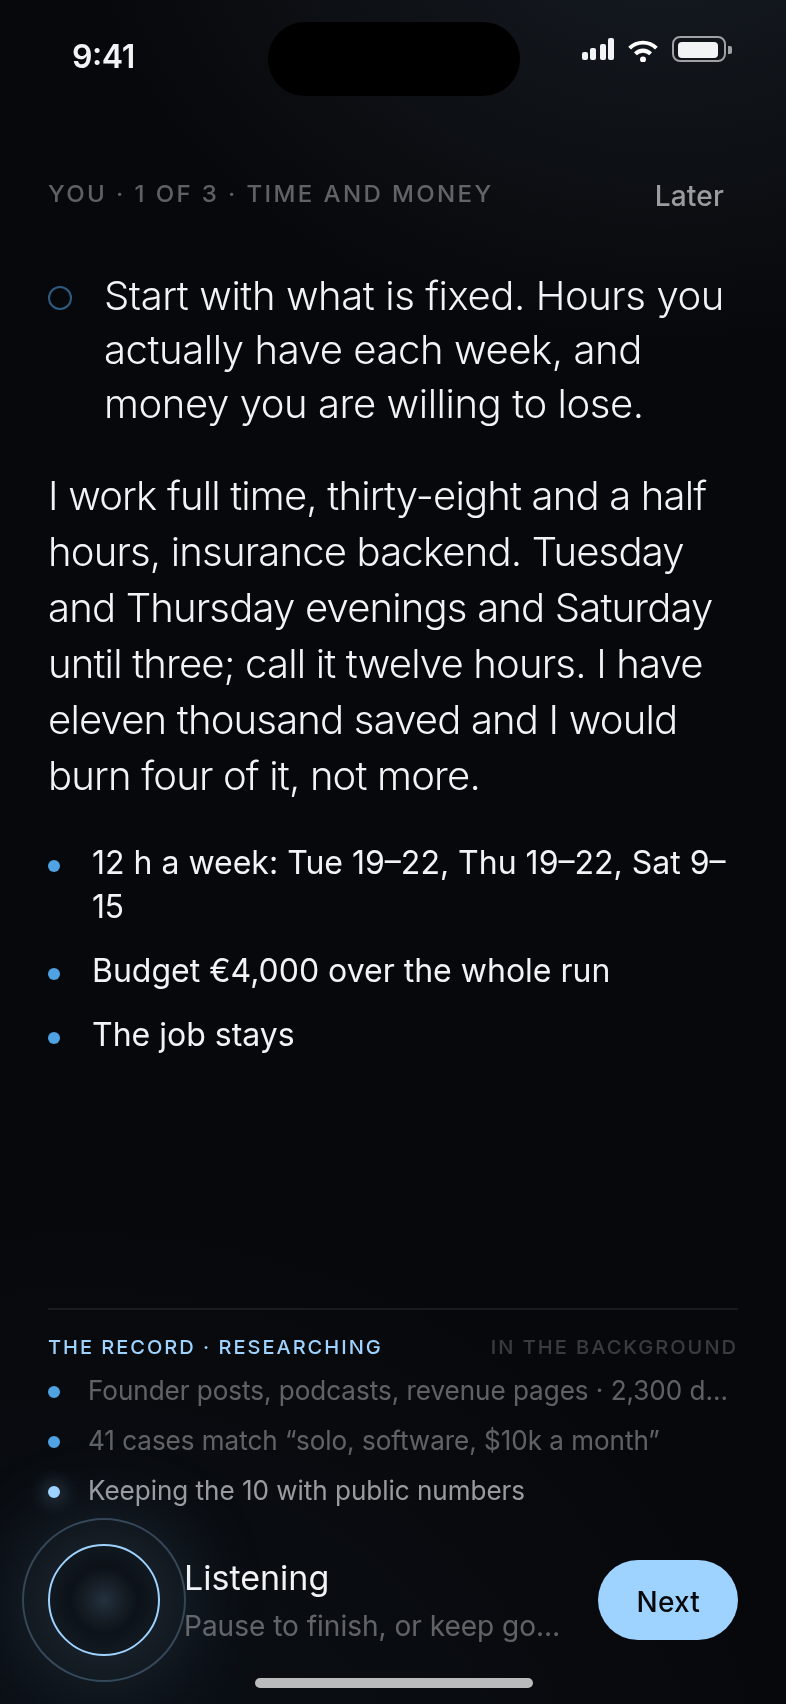 9:41
YOU · 1 OF 3 · TIME AND MONEY
Later
Start with what is fixed. Hours you
actually have each week, and
money you are willing to lose.
I work full time, thirty-eight and a half
hours, insurance backend. Tuesday
and Thursday evenings and Saturday
until three; call it twelve hours. I have
eleven thousand saved and I would
burn four of it, not more.
12 h a week: Tue 19–22, Thu 19–22, Sat 9–
15
Budget €4,000 over the whole run
The job stays
THE RECORD · RESEARCHING
IN THE BACKGROUND
Founder posts, podcasts, revenue pages · 2,300 d…
41 cases match “solo, software, $10k a month”
Keeping the 10 with public numbers
Listening
Pause to finish, or keep go…
Next